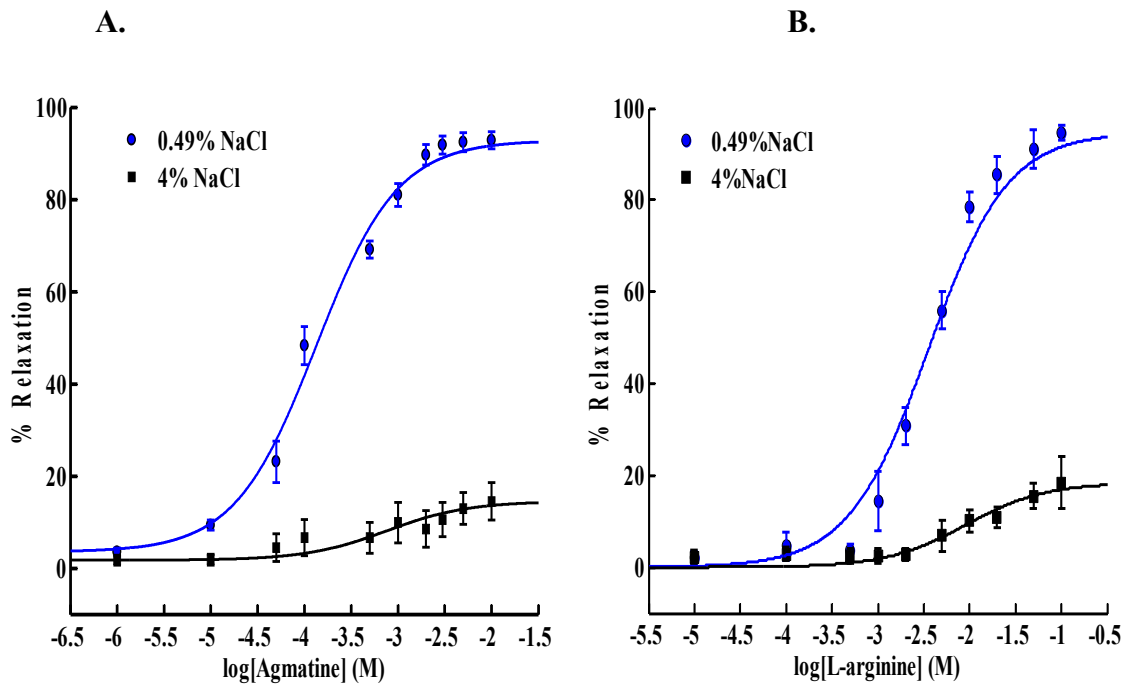 A.
100
80
60
40
20
0
% Relaxation
0.49% NaCl
4% NaCl
-6.5 -6 -5.5 -5 -4.5 -4 -3.5 -3 -2.5 -2 -1.5
log[Agmatine] (M)
B.
100
80
60
40
20
0
% Relaxation
0.49%NaCl
4%NaCl
-5.5 -5 -4.5 -4 -3.5 -3 -2.5 -2 -1.5 -1 -0.5
log[L-arginine] (M)